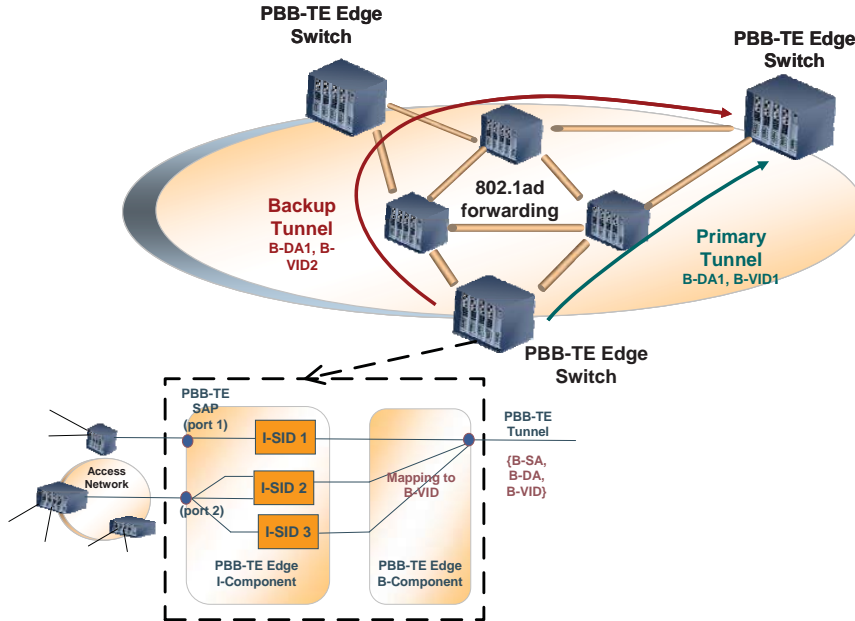 PBB-TE Edge
Switch
PBB-TE Edge
Switch
802.1ad
forwarding
Backup
Tunnel
B-DA1, B-
VID2
Primary
Tunnel
B-DA1, B-VID1
PBB-TE Edge
Switch
PBB-TE
SAP
(port 1)
I-SID 1
PBB-TE
Tunnel
Access
Network
I-SID 2
Mapping to
B-VID
{B-SA,
B-DA,
B-VID}
(port 2)
I-SID 3
PBB-TE Edge
I-Component
PBB-TE Edge
B-Component